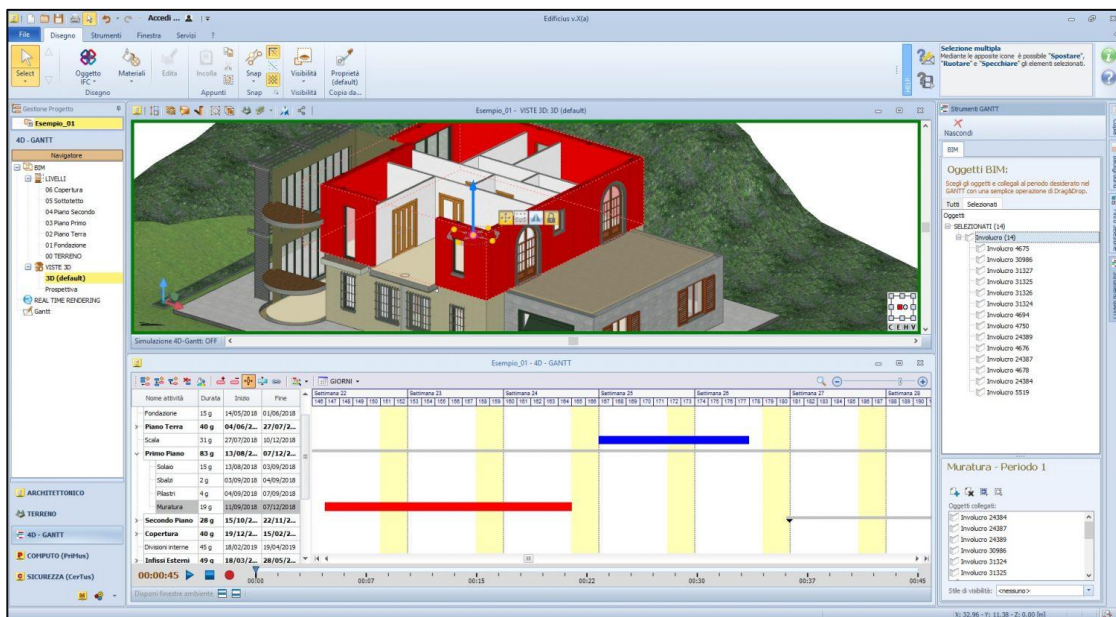 Accedi ...
Edificius v.X(a)
File Disegno Strumenti Finestra Servizi ?
Select
Oggetto IFC
Materiali
Edita
Incolla
Snap
Visibilità
Proprietà (default)
Disegno Appunti Snap Visibilità Copia da...
HELP
Selezione multipla
Mediante le apposite icone è possibile "Spostare",
"Ruotare" e "Specchiare" gli elementi selezionati.
Gestione Progetto
Esempio_01
4D - GANTT
Navigatore
BIM
LIVELLI
06 Copertura
05 Sottotetto
04 Piano Secondo
03 Piano Primo
02 Piano Terra
01 Fondazione
00 TERRENO
VISTE 3D
3D (default)
Prospettiva
REAL TIME RENDERING
Gantt
ARCHITETTONICO
TERRENO
4D - GANTT
COMPUTO (PriMus)
SICUREZZA (CerTus)
Esempio_01 - VISTE 3D: 3D (default)
C E H V
Simulazione 4D-Gantt: OFF
Esempio_01 - 4D - GANTT
GIORNI
Nome attività Durata Inizio Fine
Settimana 22 Settimana 23 Settimana 24 Settimana 25 Settimana 26 Settimana 27 Settimana 28
Fondazione 15 g 14/05/2018 01/06/2018
Piano Terra 40 g 04/06/2... 27/07/2...
Scala 31 g 27/07/2018 10/12/2018
Primo Piano 83 g 13/08/2... 07/12/2...
Solaio 15 g 13/08/2018 03/09/2018
Sbalzi 2 g 03/09/2018 04/09/2018
Pilastri 4 g 04/09/2018 07/09/2018
Muratura 19 g 11/09/2018 07/12/2018
Secondo Piano 28 g 15/10/2... 22/11/2...
Copertura 40 g 19/12/2... 15/02/2...
Divisioni interne 45 g 18/02/2019 19/04/2019
Infissi Esterni 49 g 18/03/2... 28/05/2...
00:00:45
00:00 00:07 00:15 00:22 00:30 00:37 00:45
Disponi finestre ambiente
Strumenti GANTT
Nascondi
BIM
Oggetti BIM:
Scegli gli oggetti e collegali al periodo desiderato nel
GANTT con una semplice operazione di Drag&Drop.
Tutti Selezionati
Oggetti
SELEZIONATI (14)
Involucro (14)
Involucro 4675
Involucro 30986
Involucro 31327
Involucro 31325
Involucro 31326
Involucro 31324
Involucro 4694
Involucro 4750
Involucro 24389
Involucro 4676
Involucro 24387
Involucro 4678
Involucro 24384
Involucro 5519
Muratura - Periodo 1
Oggetti collegati:
Involucro 24384
Involucro 24387
Involucro 24389
Involucro 30986
Involucro 31324
Involucro 31325
Stile di visibilità: <nessuno>
X: 32.96 - Y: 11.38 - Z: 0.00 [m]